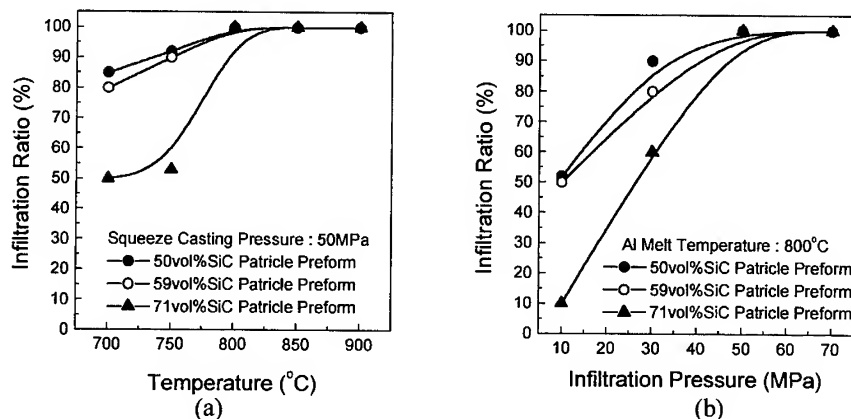 100
90
80
70
60
50
40
30
20
10
0
Infiltration Ratio (%)
Squeeze Casting Pressure : 50MPa
50vol%SiC Patricle Preform
59vol%SiC Patricle Preform
71vol%SiC Patricle Preform
700 750 800 850 900
Temperature (°C)
(a)
100
90
80
70
60
50
40
30
20
10
0
Infiltration Ratio (%)
Al Melt Temperature : 800°C
50vol%SiC Patricle Preform
59vol%SiC Patricle Preform
71vol%SiC Patricle Preform
10 20 30 40 50 60 70
Infiltration Pressure (MPa)
(b)